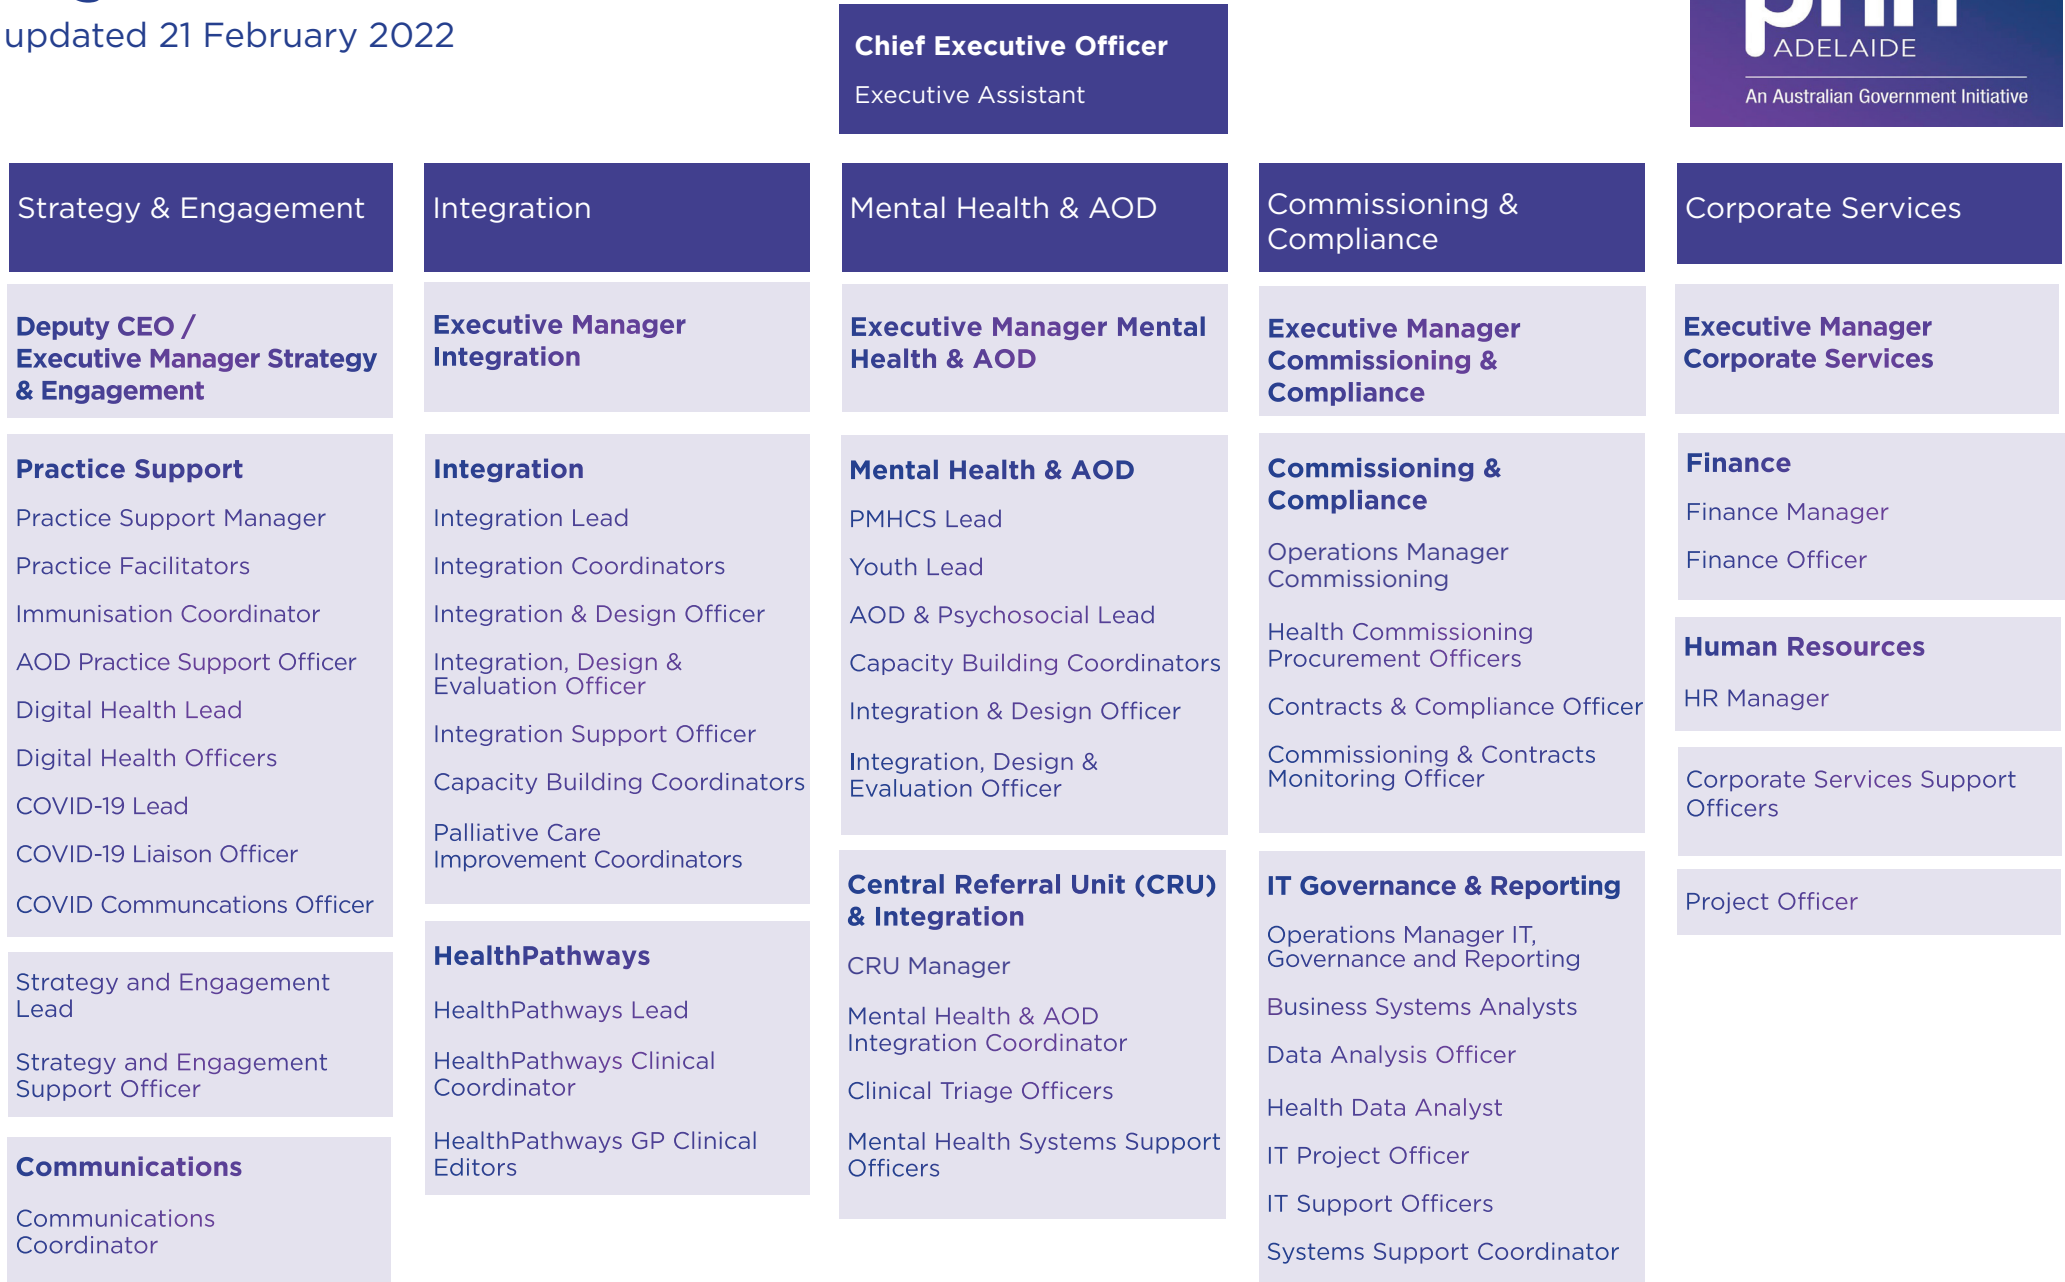 updated 21 February 2022
Chief Executive Officer
Executive Assistant
ADELAIDE
An Australian Government Initiative
Strategy & Engagement
Deputy CEO /
Executive Manager Strategy
& Engagement
Practice Support
Practice Support Manager
Practice Facilitators
Immunisation Coordinator
AOD Practice Support Officer
Digital Health Lead
Digital Health Officers
COVID-19 Lead
COVID-19 Liaison Officer
COVID Communcations Officer
Strategy and Engagement
Lead
Strategy and Engagement
Support Officer
Communications
Communications
Coordinator
Integration
Executive Manager
Integration
Integration
Integration Lead
Integration Coordinators
Integration & Design Officer
Integration, Design &
Evaluation Officer
Integration Support Officer
Capacity Building Coordinators
Palliative Care
Improvement Coordinators
HealthPathways
HealthPathways Lead
HealthPathways Clinical
Coordinator
HealthPathways GP Clinical
Editors
Mental Health & AOD
Executive Manager Mental
Health & AOD
Mental Health & AOD
PMHCS Lead
Youth Lead
AOD & Psychosocial Lead
Capacity Building Coordinators
Integration & Design Officer
Integration, Design &
Evaluation Officer
Central Referral Unit (CRU)
& Integration
CRU Manager
Mental Health & AOD
Integration Coordinator
Clinical Triage Officers
Mental Health Systems Support
Officers
Commissioning &
Compliance
Executive Manager
Commissioning &
Compliance
Commissioning &
Compliance
Operations Manager
Commissioning
Health Commissioning
Procurement Officers
Contracts & Compliance Officer
Commissioning & Contracts
Monitoring Officer
IT Governance & Reporting
Operations Manager IT,
Governance and Reporting
Business Systems Analysts
Data Analysis Officer
Health Data Analyst
IT Project Officer
IT Support Officers
Systems Support Coordinator
Corporate Services
Executive Manager
Corporate Services
Finance
Finance Manager
Finance Officer
Human Resources
HR Manager
Corporate Services Support
Officers
Project Officer